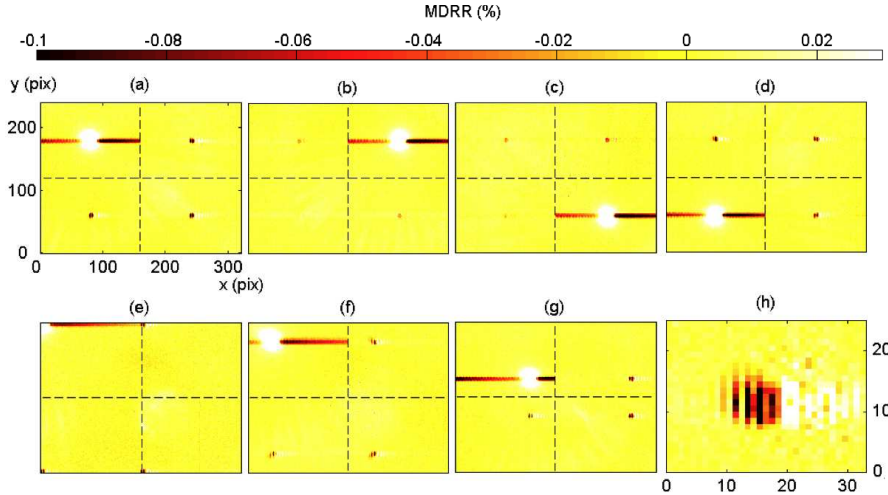 MDRR (%)
-0.1 -0.08 -0.06 -0.04 -0.02 0 0.02
y (pix) (a) (b) (c) (d)
200
100
0
0 100 200 300
x (pix)
(e) (f) (g) (h)
20
10
0
0 10 20 30